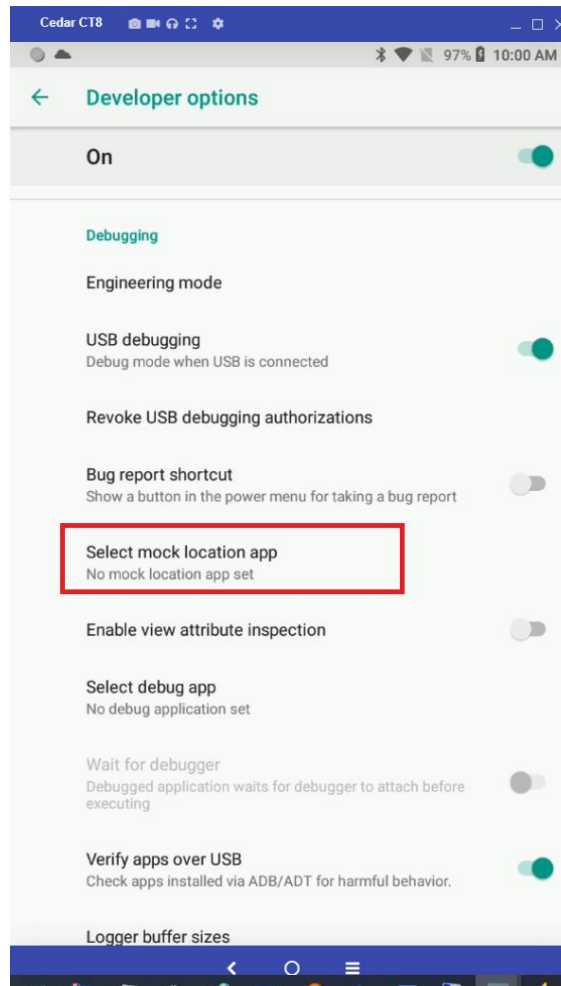 Cedar CT8
97% 10:00 AM
Developer options
On
Debugging
Engineering mode
USB debugging
Debug mode when USB is connected
Revoke USB debugging authorizations
Bug report shortcut
Show a button in the power menu for taking a bug report
Select mock location app
No mock location app set
Enable view attribute inspection
Select debug app
No debug application set
Wait for debugger
Debugged application waits for debugger to attach before
executing
Verify apps over USB
Check apps installed via ADB/ADT for harmful behavior.
Logger buffer sizes